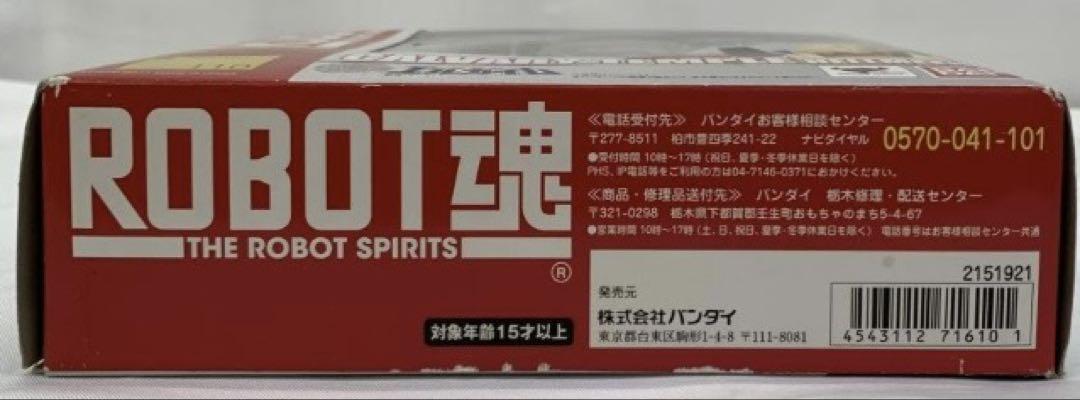 ROBOT魂
THE ROBOT SPIRITS
®
対象年齢15才以上
≪電話受付先≫ バンダイお客様相談センター
〒277-8511 柏市豊四季241-22 ナビダイヤル 0570-041-101
●受付時間 10時〜17時(祝日、夏季・冬季休業日を除く)
PHS、IP電話等をご利用の方は04-7146-0371におかけください。
≪商品・修理品送付先≫ バンダイ 栃木修理・配送センター
〒321-0298 栃木県下都賀郡壬生町おもちゃのまち5-4-67
●営業時間 10時〜17時(土、日、祝日、夏季・冬季休業日を除く) 電話番号はお客様相談センター共通
2151921
発売元
株式会社バンダイ
東京都台東区駒形1-4-8 〒111-8081
4543112 716101